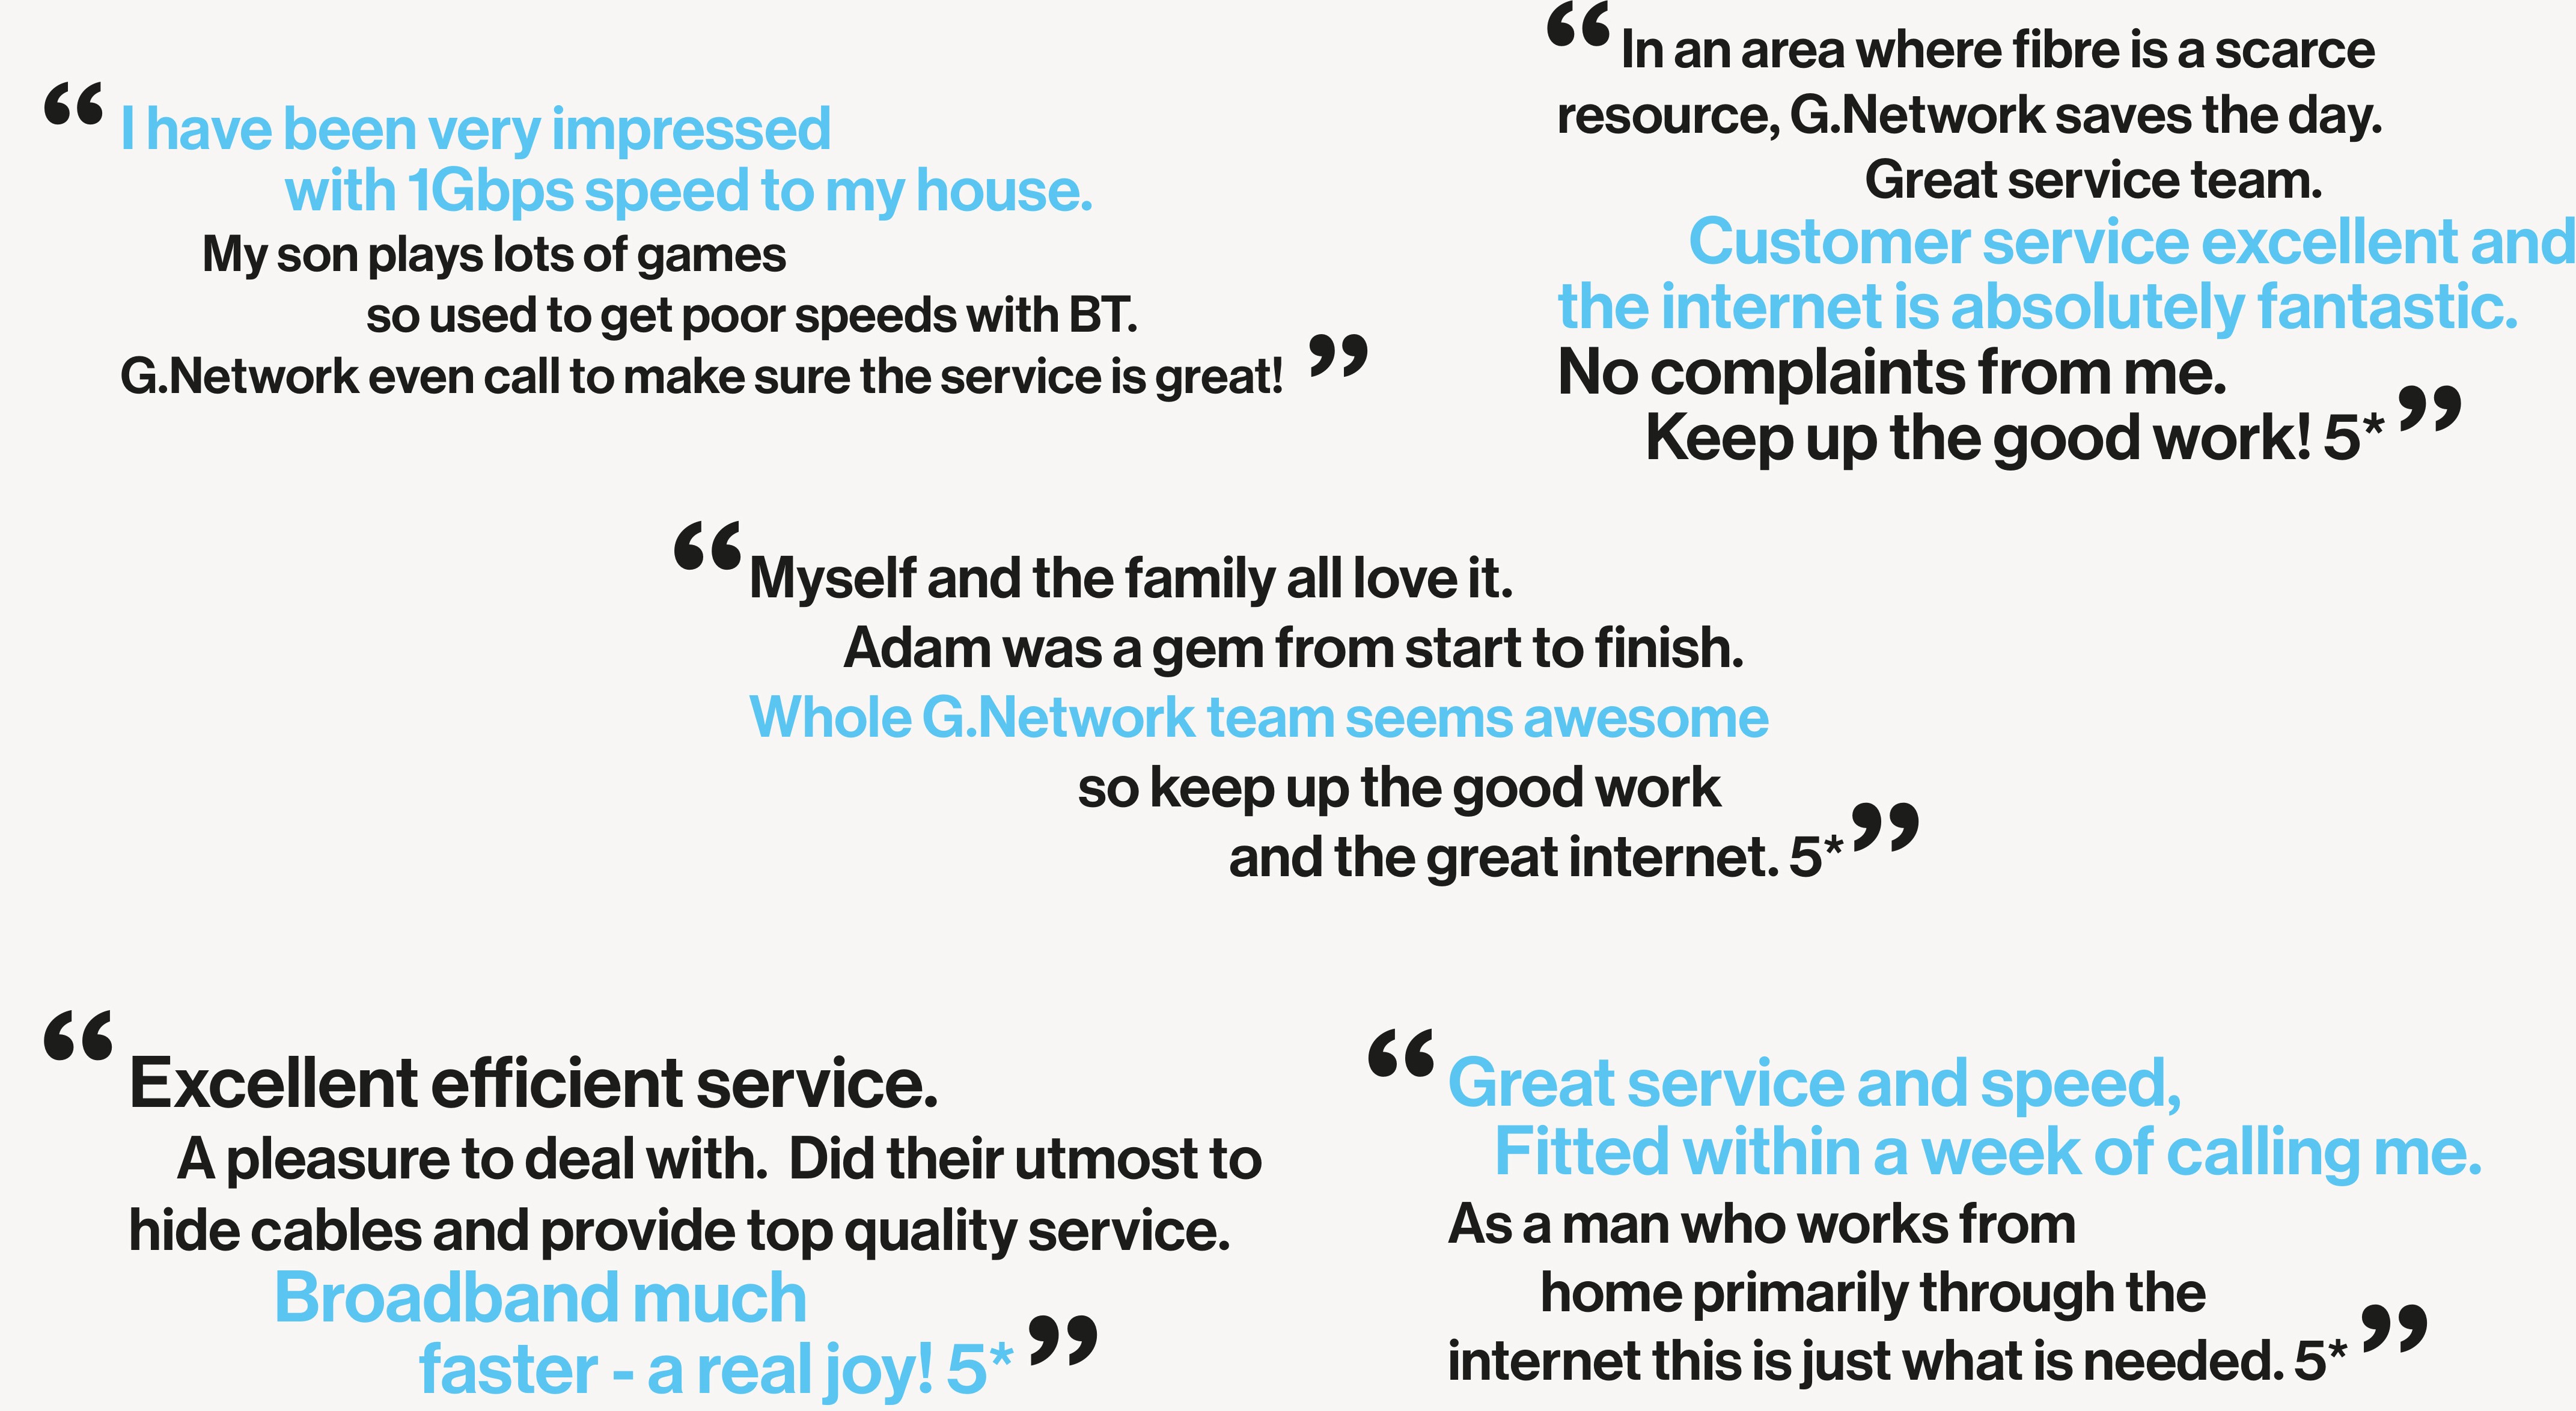 “I have been very impressed
with 1Gbps speed to my house.
My son plays lots of games
so used to get poor speeds with BT.
G.Network even call to make sure the service is great!”
“In an area where fibre is a scarce
resource, G.Network saves the day.
Great service team.
Customer service excellent and
the internet is absolutely fantastic.
No complaints from me.
Keep up the good work! 5*”
“Myself and the family all love it.
Adam was a gem from start to finish.
Whole G.Network team seems awesome
so keep up the good work
and the great internet. 5*”
“Excellent efficient service.
A pleasure to deal with.  Did their utmost to
hide cables and provide top quality service.
Broadband much
faster - a real joy! 5*”
“Great service and speed,
Fitted within a week of calling me.
As a man who works from
home primarily through the
internet this is just what is needed. 5*”